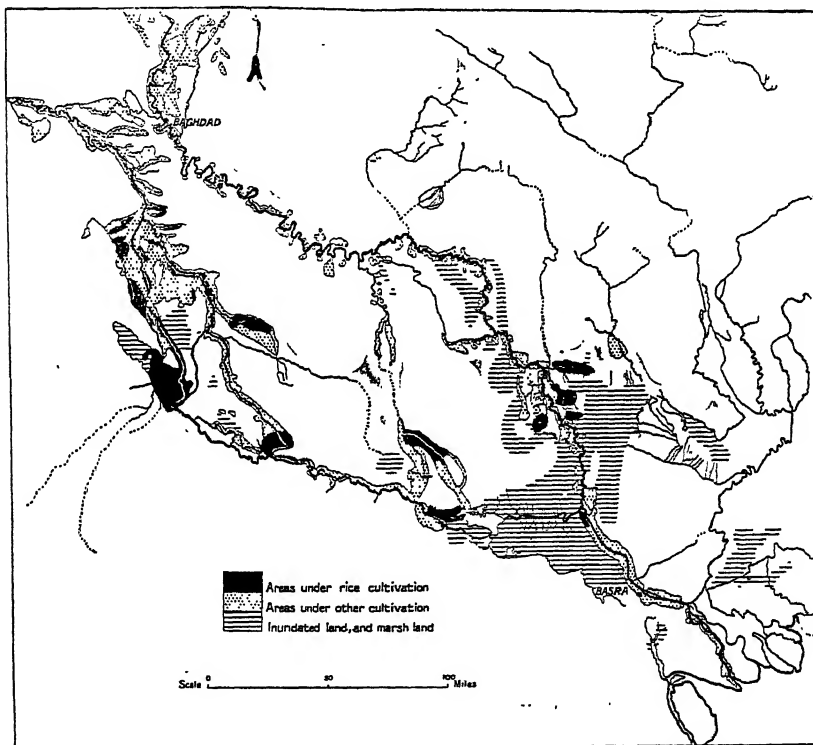 BAGHDAD
BASRA
Areas under rice cultivation
Areas under other cultivation
Inundated land, and marsh land
Scale 0 50 100 Miles